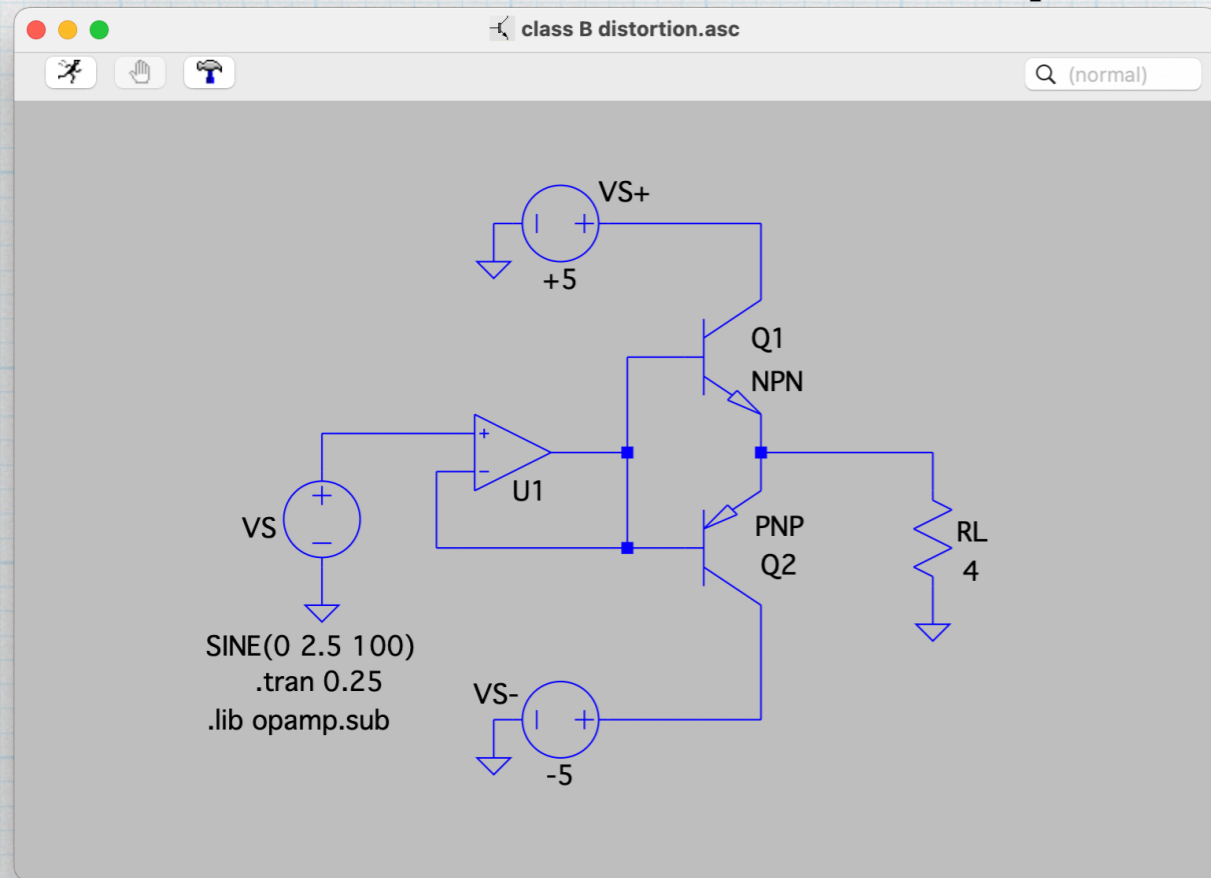 class B distortion.asc
(normal)
VS+
+5
Q1
NPN
U1
VS
PNP
Q2
RL
4
SINE(0 2.5 100)
.tran 0.25
.lib opamp.sub
VS-
-5